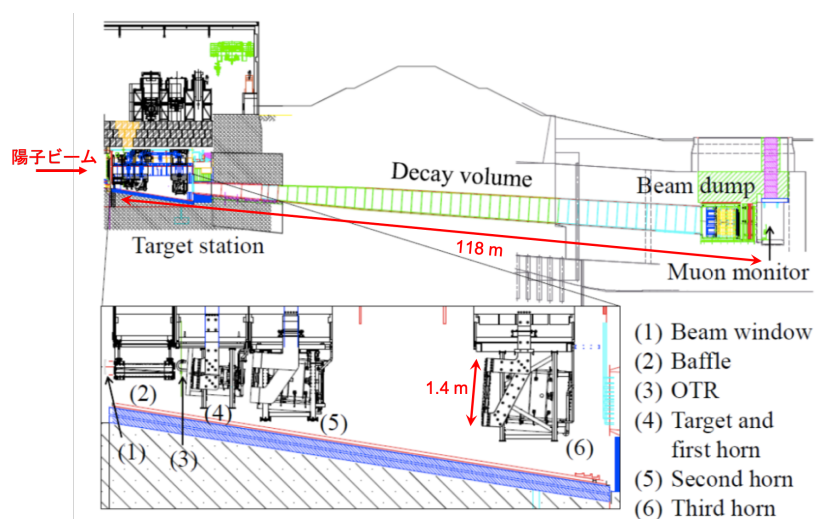 陽子ビーム
Decay volume
Beam dump
Target station
118 m
Muon monitor
1.4 m
(1)
(2)
(3)
(4)
(5)
(6)
(1) Beam window
(2) Baffle
(3) OTR
(4) Target and
first horn
(5) Second horn
(6) Third horn